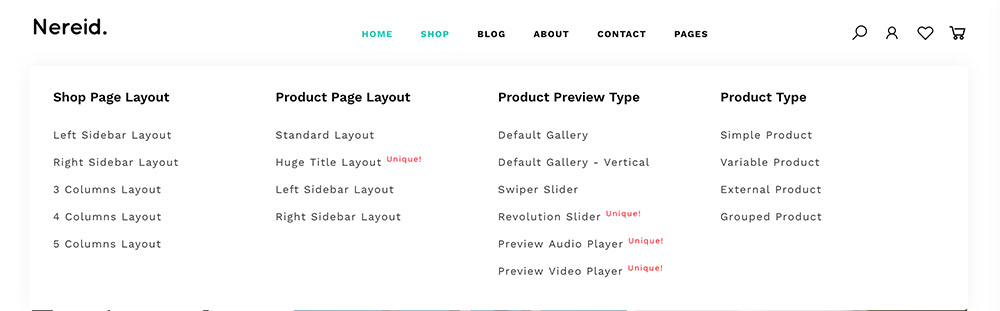 Nereid.
HOME SHOP BLOG ABOUT CONTACT PAGES
Shop Page Layout
Left Sidebar Layout
Right Sidebar Layout
3 Columns Layout
4 Columns Layout
5 Columns Layout
Product Page Layout
Standard Layout
Huge Title Layout Unique!
Left Sidebar Layout
Right Sidebar Layout
Product Preview Type
Default Gallery
Default Gallery - Vertical
Swiper Slider
Revolution Slider Unique!
Preview Audio Player Unique!
Preview Video Player Unique!
Product Type
Simple Product
Variable Product
External Product
Grouped Product